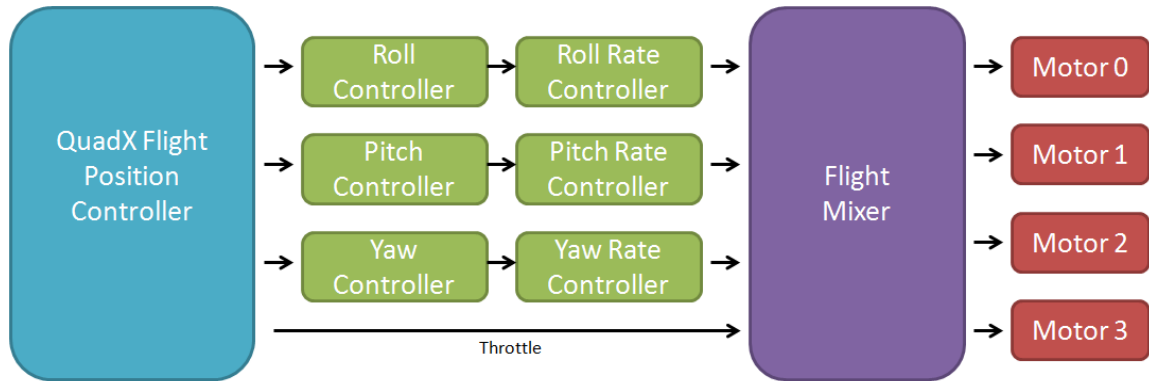 QuadX Flight
Position
Controller
Roll
Controller
Roll Rate
Controller
Pitch
Controller
Pitch Rate
Controller
Yaw
Controller
Yaw Rate
Controller
Throttle
Flight
Mixer
Motor 0
Motor 1
Motor 2
Motor 3